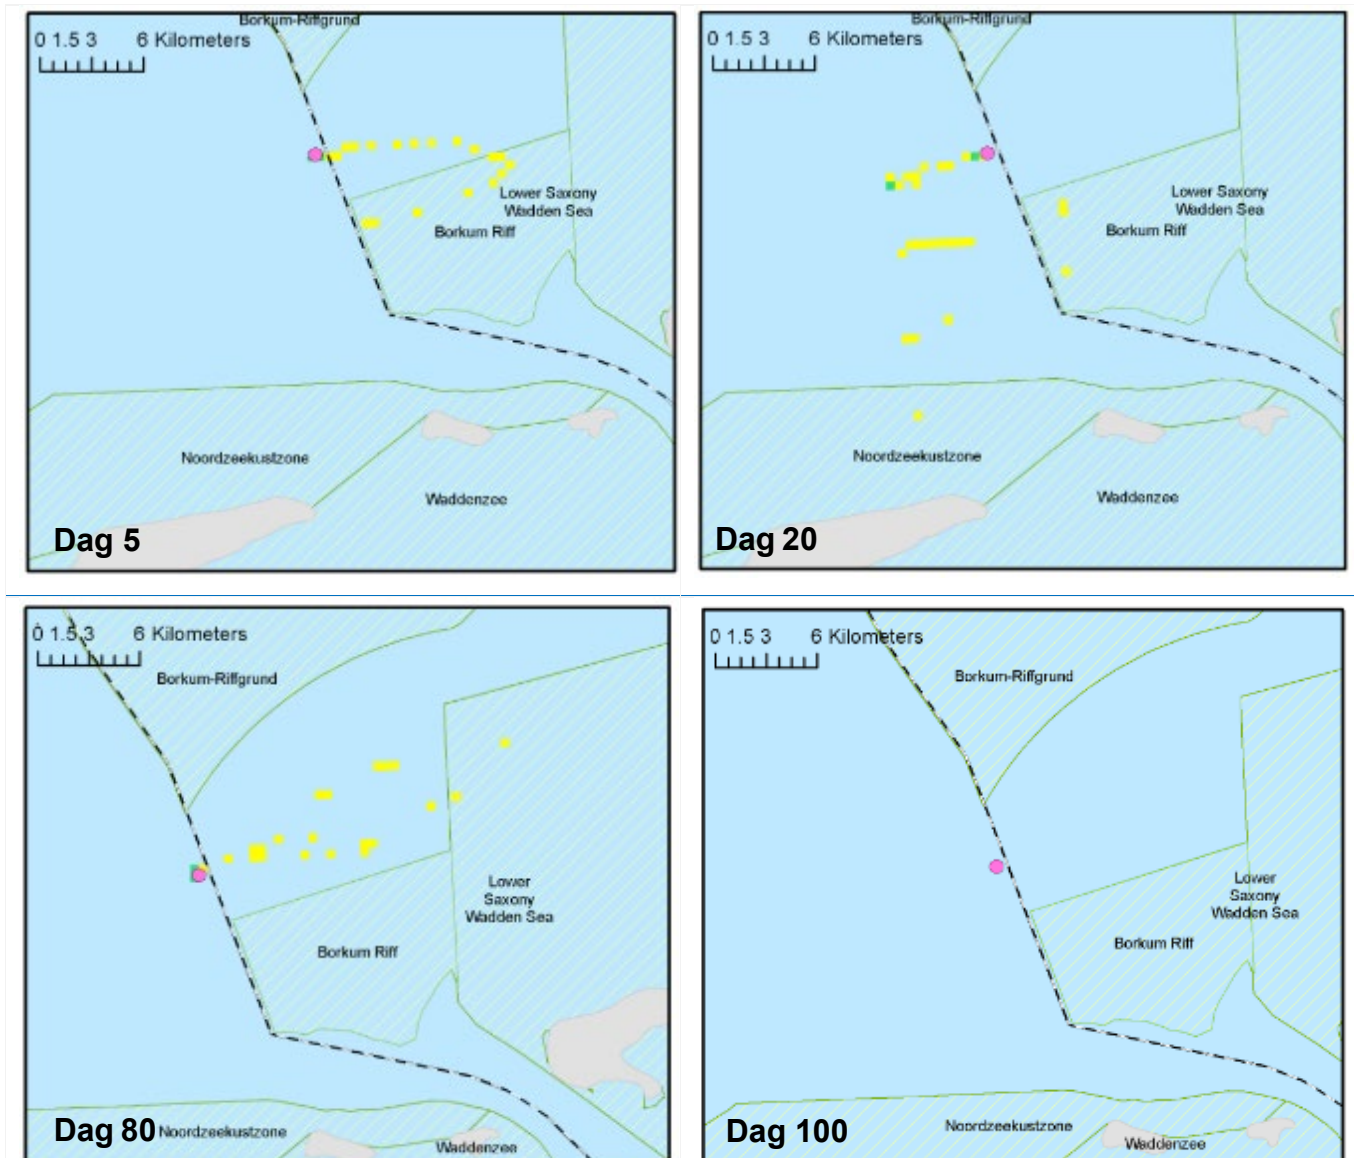 Borkum-Riffgrund
0 1.5 3 6 Kilometers
Lower Saxony
Wadden Sea
Borkum Riff
Noordzeekustzone
Waddenzee
Dag 5
Borkum-Riffgrund
0 1.5 3 6 Kilometers
Lower Saxony
Wadden Sea
Borkum Riff
Noordzeekustzone
Waddenzee
Dag 20
0 1.5 3 6 Kilometers
Borkum-Riffgrund
Lower
Saxony
Wadden Sea
Borkum Riff
Dag 80 Noordzeekustzone
Waddenzee
0 1.5 3 6 Kilometers
Borkum-Riffgrund
Lower
Saxony
Wadden Sea
Borkum Riff
Noordzeekustzone
Dag 100
Waddenzee